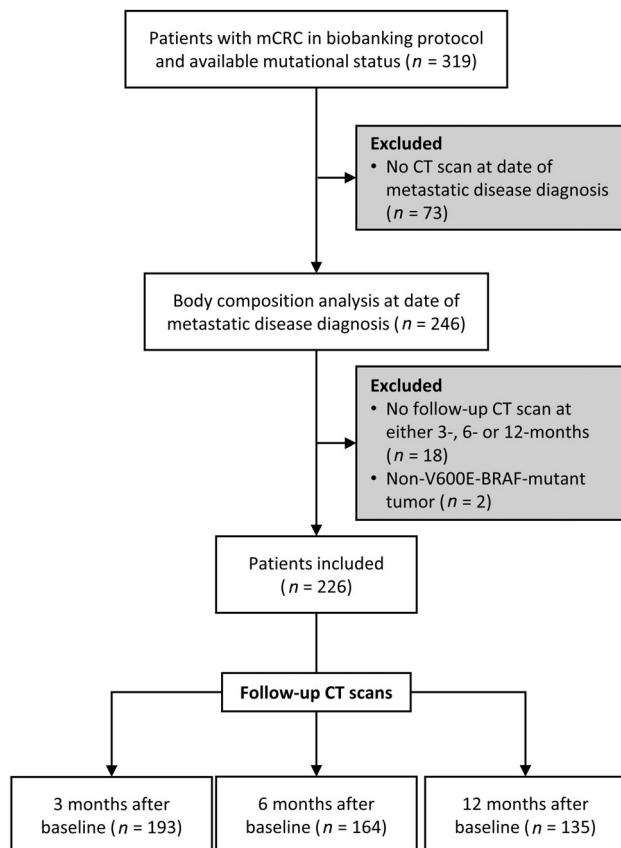 Patients with mCRC in biobanking protocol
and available mutational status (n = 319)
Excluded
• No CT scan at date of
metastatic disease diagnosis
(n = 73)
Body composition analysis at date of
metastatic disease diagnosis (n = 246)
Excluded
• No follow-up CT scan at
either 3-, 6- or 12-months
(n = 18)
• Non-V600E-BRAF-mutant
tumor (n = 2)
Patients included
(n = 226)
Follow-up CT scans
3 months after
baseline (n = 193)
6 months after
baseline (n = 164)
12 months after
baseline (n = 135)